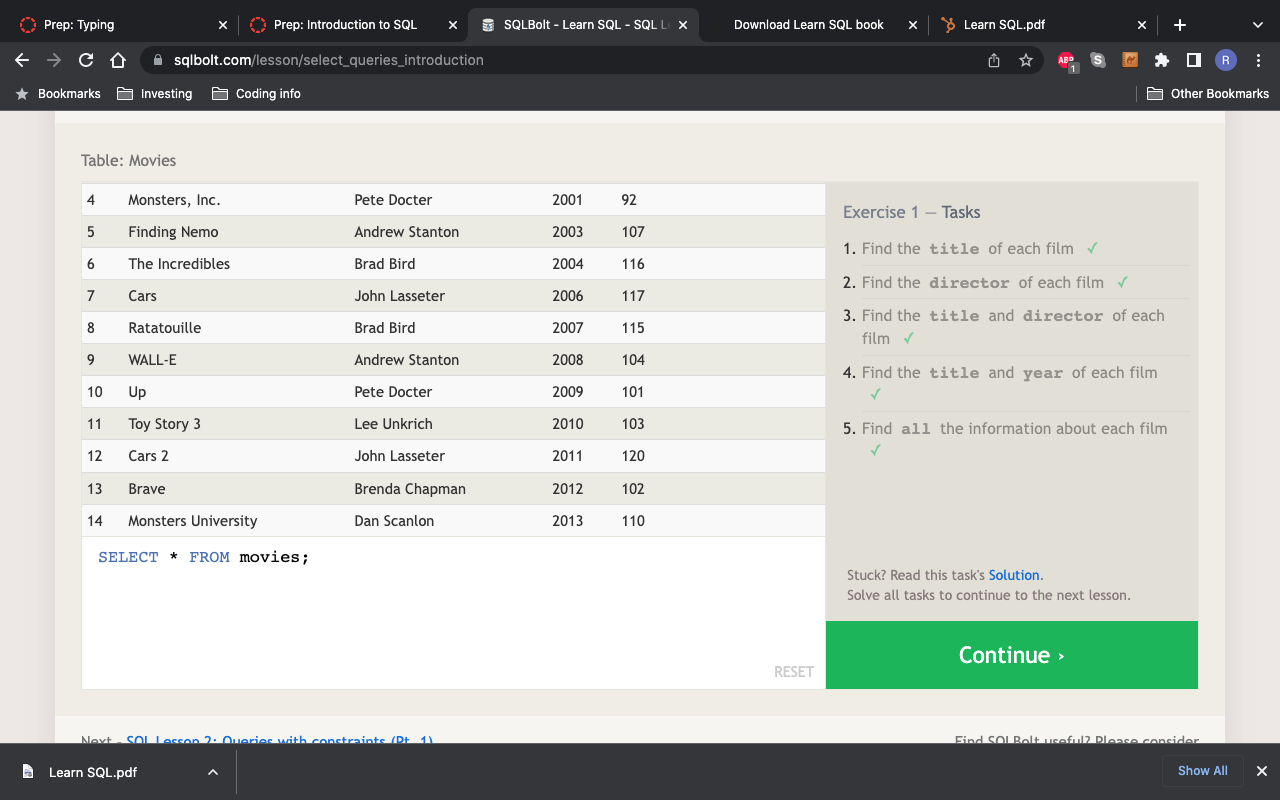 Prep: Typing
Prep: Introduction to SQL
SQLBolt - Learn SQL - SQL L
Download Learn SQL book
Learn SQL.pdf
sqlbolt.com/lesson/select_queries_introduction
ABP
1
S
R
Bookmarks
Investing
Coding info
Other Bookmarks
Table: Movies
4 Monsters, Inc. Pete Docter 2001 92
5 Finding Nemo Andrew Stanton 2003 107
6 The Incredibles Brad Bird 2004 116
7 Cars John Lasseter 2006 117
8 Ratatouille Brad Bird 2007 115
9 WALL-E Andrew Stanton 2008 104
10 Up Pete Docter 2009 101
11 Toy Story 3 Lee Unkrich 2010 103
12 Cars 2 John Lasseter 2011 120
13 Brave Brenda Chapman 2012 102
14 Monsters University Dan Scanlon 2013 110
SELECT * FROM movies;
RESET
Exercise 1 — Tasks
1. Find the title of each film ✓
2. Find the director of each film ✓
3. Find the title and director of each
film ✓
4. Find the title and year of each film
✓
5. Find all the information about each film
✓
Stuck? Read this task's Solution.
Solve all tasks to continue to the next lesson.
Continue ›
Next – SQL Lesson 2: Queries with constraints (Pt. 1)
Find SQLBolt useful? Please consider
Learn SQL.pdf
Show All